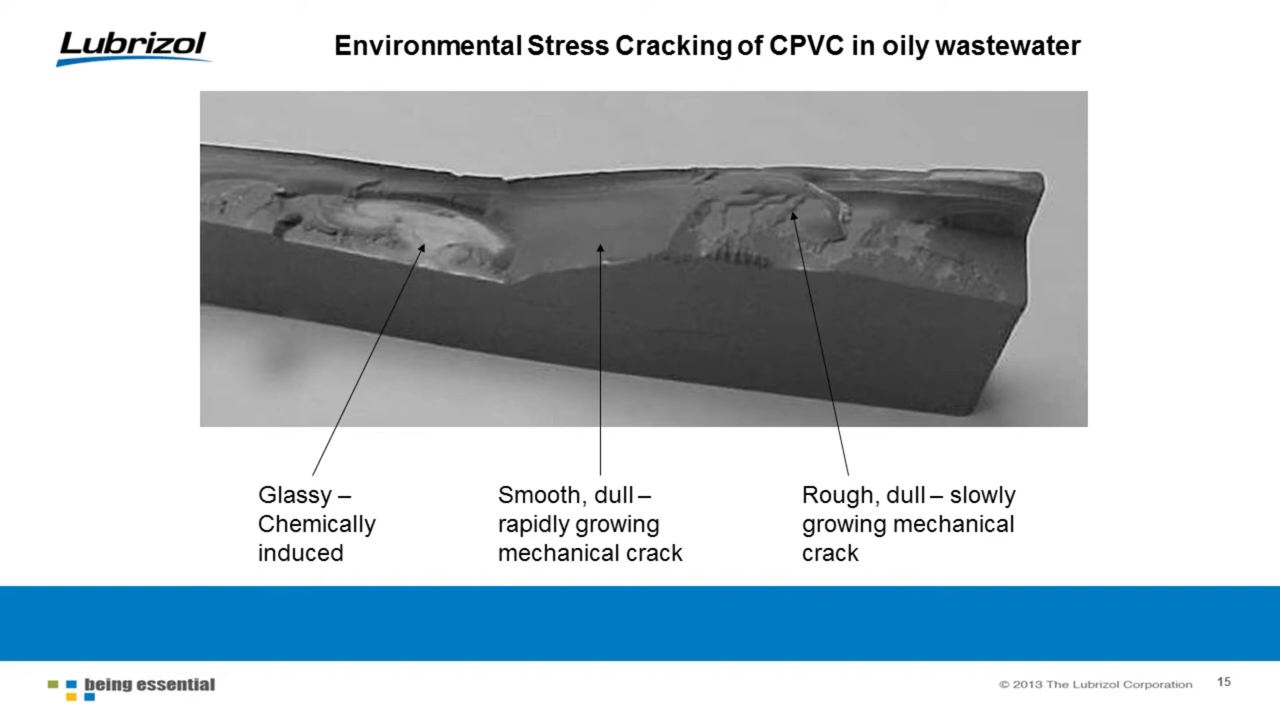 Lubrizol
Environmental Stress Cracking of CPVC in oily wastewater
Glassy –
Chemically
induced
Smooth, dull –
rapidly growing
mechanical crack
Rough, dull – slowly
growing mechanical
crack
being essential
© 2013 The Lubrizol Corporation
15